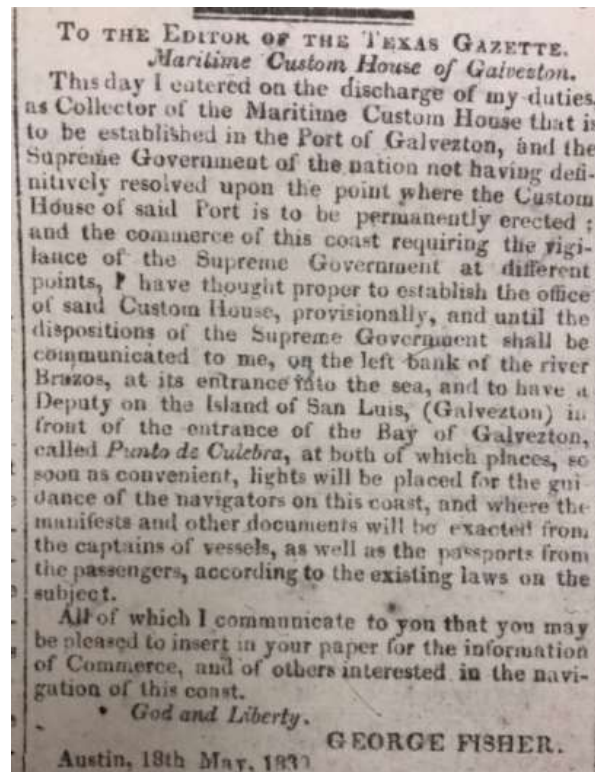 To the Editor of the Texas Gazette.
Maritime Custom House of Galvezton.
This day I entered on the discharge of my duties,
as Collector of the Maritime Custom House that is
to be established in the Port of Galvezton, and the
Supreme Government of the nation not having defi-
nitively resolved upon the point where the Custom
House of said Port is to be permanently erected ;
and the commerce of this coast requiring the vigi-
lance of the Supreme Government at different
points, I have thought proper to establish the office
of said Custom House, provisionally, and until the
dispositions of the Supreme Government shall be
communicated to me, on the left bank of the river
Brazos, at its entrance into the sea, and to have a
Deputy on the Island of San Luis, (Galvezton) in
front of the entrance of the Bay of Galvezton,
called Punto de Culebra, at both of which places, so
soon as convenient, lights will be placed for the gui-
dance of the navigators on this coast, and where the
manifests and other documents will be exacted from
the captains of vessels, as well as the passports from
the passengers, according to the existing laws on the
subject.
All of which I communicate to you that you may
be pleased to insert in your paper for the information
of Commerce, and of others interested in the navi-
gation of this coast.
God and Liberty.
GEORGE FISHER.
Austin, 18th May,